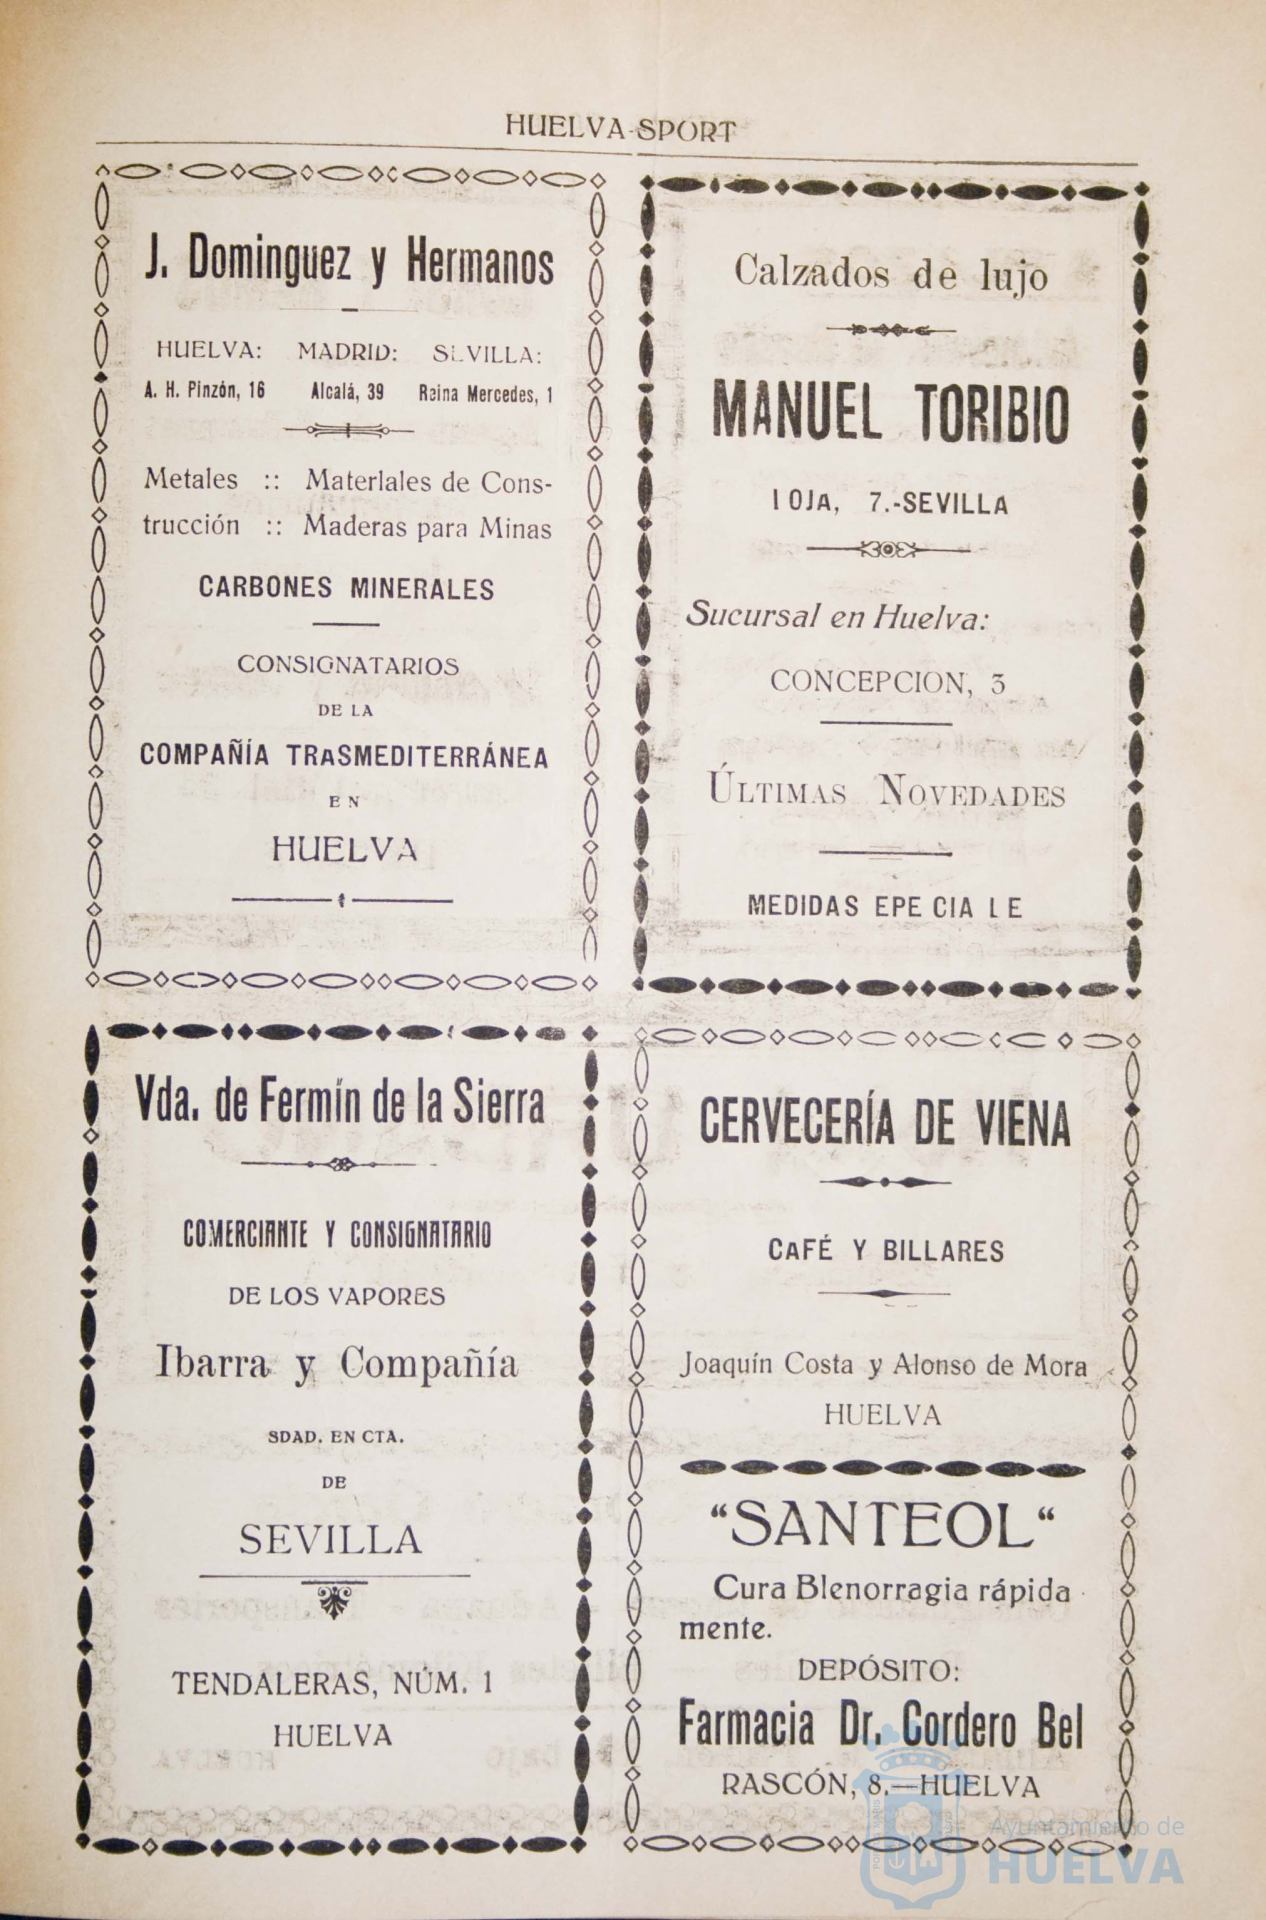 HUELVA-SPORT
J. Dominguez y Hermanos
HUELVA: MADRID: SEVILLA:
A. H. Pinzón, 16 Alcalá, 39 Reina Mercedes, 1
Metales :: Materlales de Cons-
trucción :: Maderas para Minas
CARBONES MINERALES
CONSIGNATARIOS
DE LA
COMPAÑÍA TRaSMEDITERRÁNEA
EN
HUELVA
Calzados de lujo
MANUEL TORIBIO
IOJA, 7.-SEVILLA
Sucursal en Huelva:
CONCEPCION, 3
ÚLTIMAS NOVEDADES
MEDIDAS EPE CIA L E
Vda. de Fermín de la Sierra
COMERCIANTE Y CONSIGNATARIO
DE LOS VAPORES
Ibarra y Compañía
SDAD. EN CTA.
DE
SEVILLA
TENDALERAS, NÚM. 1
HUELVA
CERVECERÍA DE VIENA
CaFÉ Y BILLARES
Joaquín Costa y Alonso de Mora
HUELVA
"SANTEOL"
Cura Blenorragia rápida
mente.
DEPÓSITO:
Farmacia Dr. Cordero Bel
RASCÓN, 8.—HUELVA
Ayuntamiento de
HUELVA